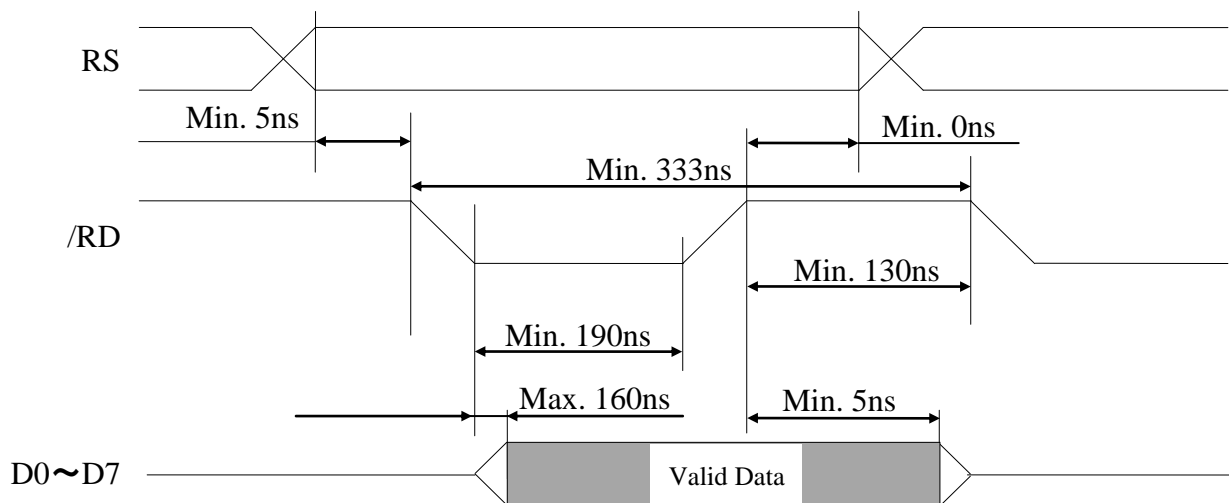 RS
Min. 5ns
Min. 0ns
Min. 333ns
/RD
Min. 130ns
Min. 190ns
Max. 160ns
Min. 5ns
D0～D7
Valid Data